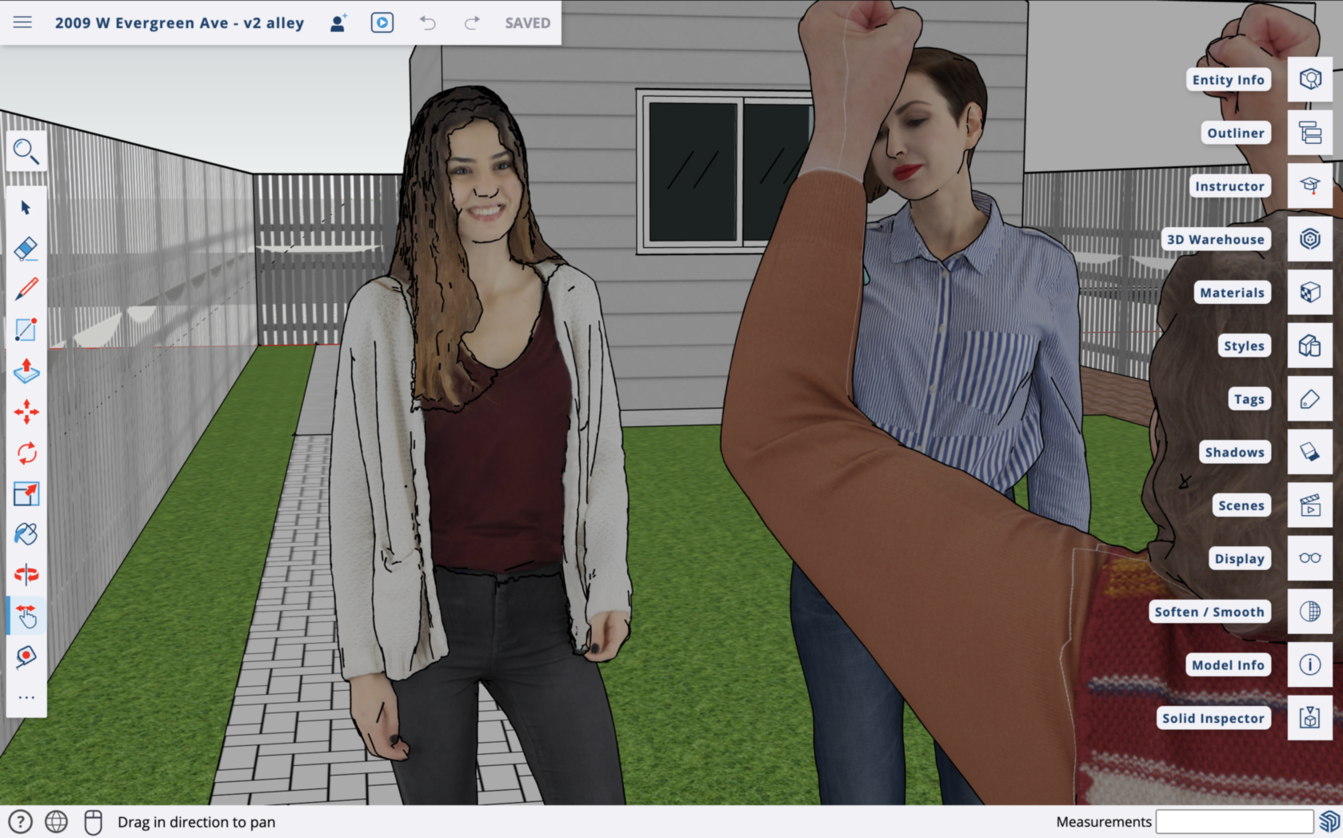 2009 W Evergreen Ave - v2 alley
SAVED
Entity Info
Outliner
Instructor
3D Warehouse
Materials
Styles
Tags
Shadows
Scenes
Display
Soften / Smooth
Model Info
Solid Inspector
Drag in direction to pan
Measurements